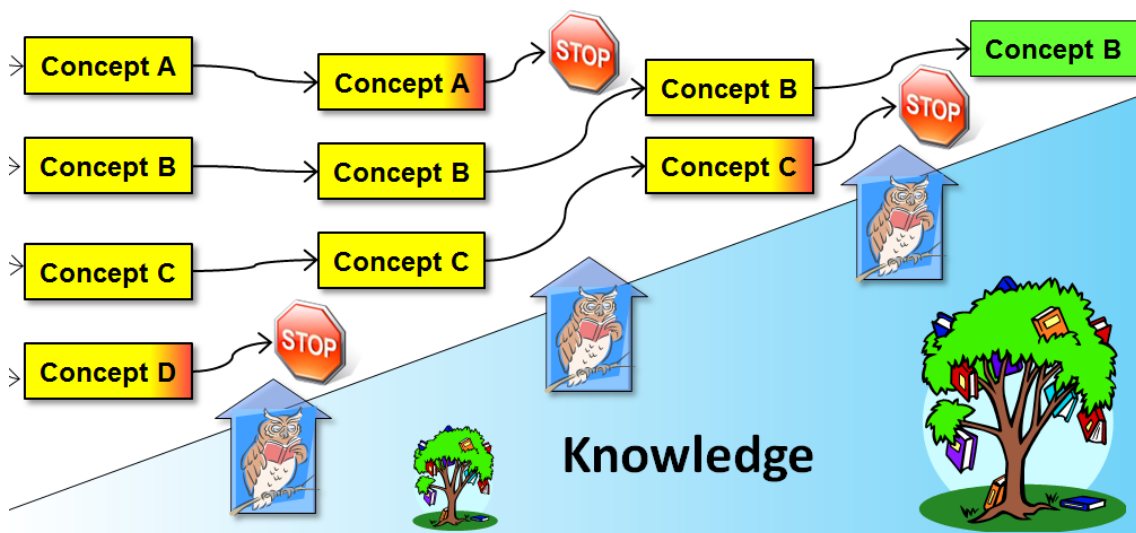 Concept A
Concept A
STOP
Concept B
Concept B
Concept B
Concept B
STOP
Concept C
Concept C
Concept C
Concept D
STOP
Knowledge